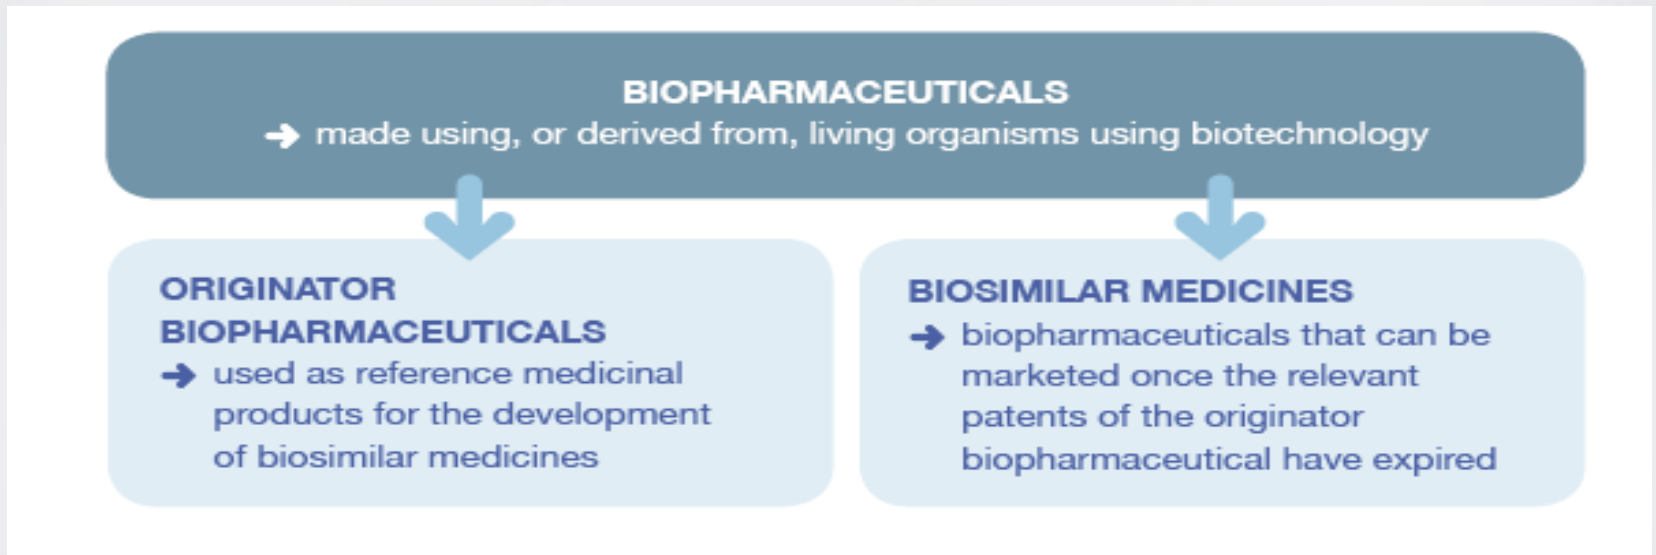 BIOPHARMACEUTICALS
➔ made using, or derived from, living organisms using biotechnology
ORIGINATOR
BIOPHARMACEUTICALS
➔ used as reference medicinal
products for the development
of biosimilar medicines
BIOSIMILAR MEDICINES
➔ biopharmaceuticals that can be
marketed once the relevant
patents of the originator
biopharmaceutical have expired